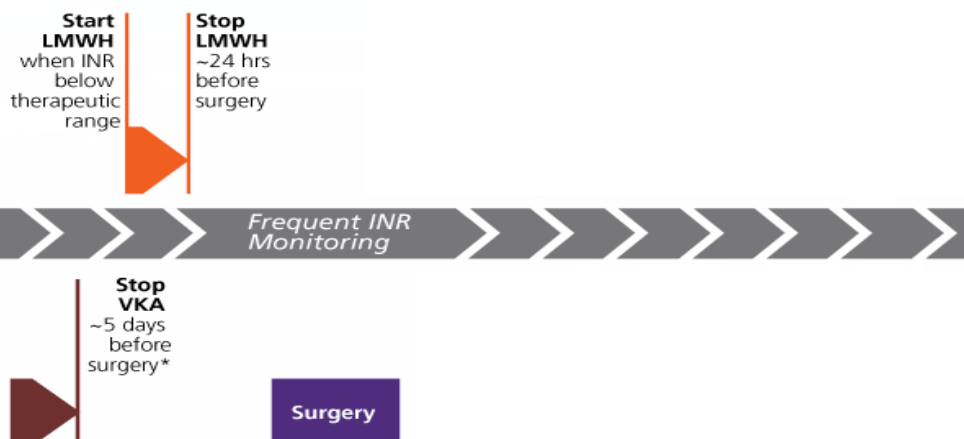 Start
LMWH
when INR
below
therapeutic
range
Stop
LMWH
~24 hrs
before
surgery
Frequent INR
Monitoring
Stop
VKA
~5 days
before
surgery*
Surgery